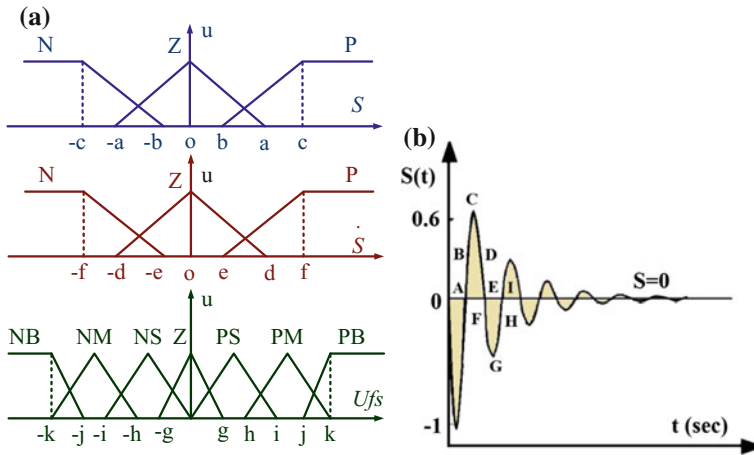 (a)
N Z u P
S
-c -a -b o b a c
N Z u P
Ṡ
-f -d -e o e d f
u
NB NM NS Z PS PM PB
Ufs
-k -j -i -h -g g h i j k
(b)
S(t)
C
0.6
B D
S=0
A E I
0
F H
G
-1
t (sec)